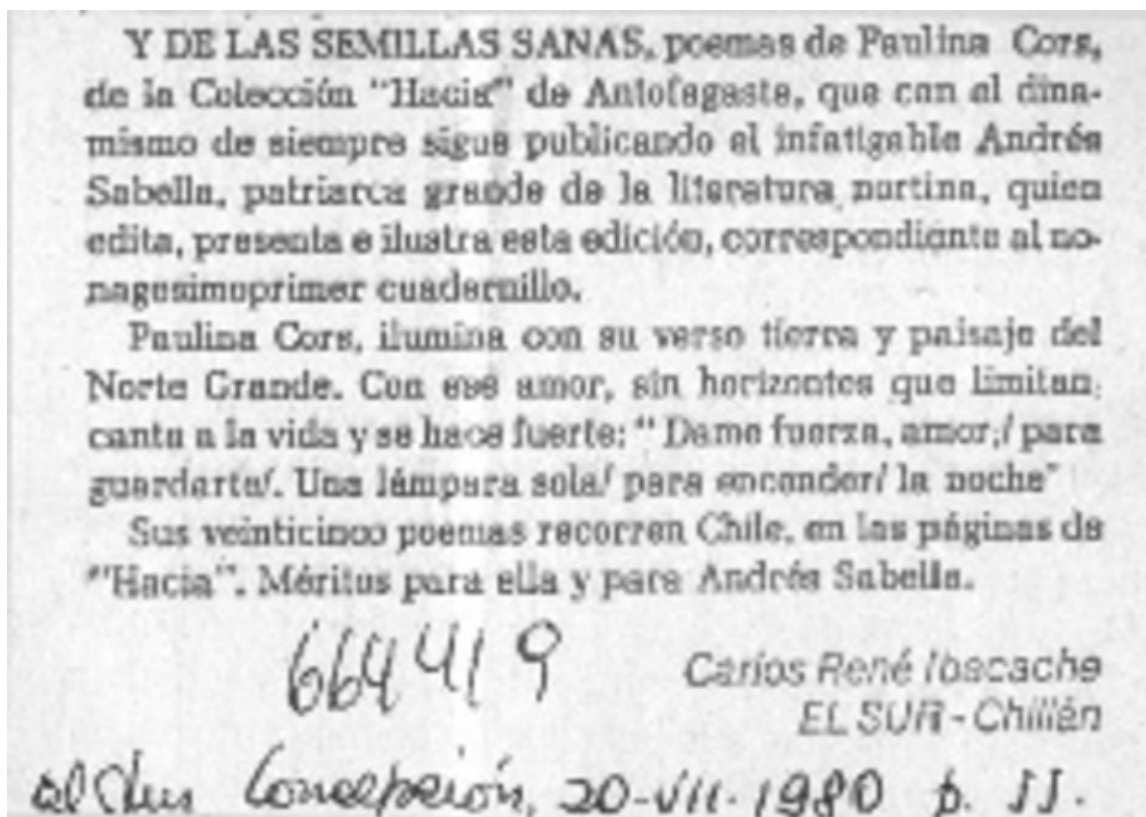 Y DE LAS SEMILLAS SANAS, poemas de Paulina Cors,
de la Colección "Hacia" de Antofagasta, que con el dina-
mismo de siempre sigue publicando el infatigable Andrés
Sabella, patriarca grande de la literatura nortina, quien
edita, presenta e ilustra esta edición, correspondiente al no-
nagesimoprimer cuadernillo.
Paulina Cors, ilumina con su verso tierra y paisaje del
Norte Grande. Con ese amor, sin horizontes que limitan,
canta a la vida y se hace fuerte: "Dame fuerza, amor,/ para
guardarte/. Una lámpara sola/ para encender/ la noche"
Sus veinticinco poemas recorren Chile, en las páginas de
"Hacia". Méritos para ella y para Andrés Sabella.
664419
Carlos René Ibacache
EL SUR - Chillán
El Sur Concepción, 20-VII-1980 p. II.